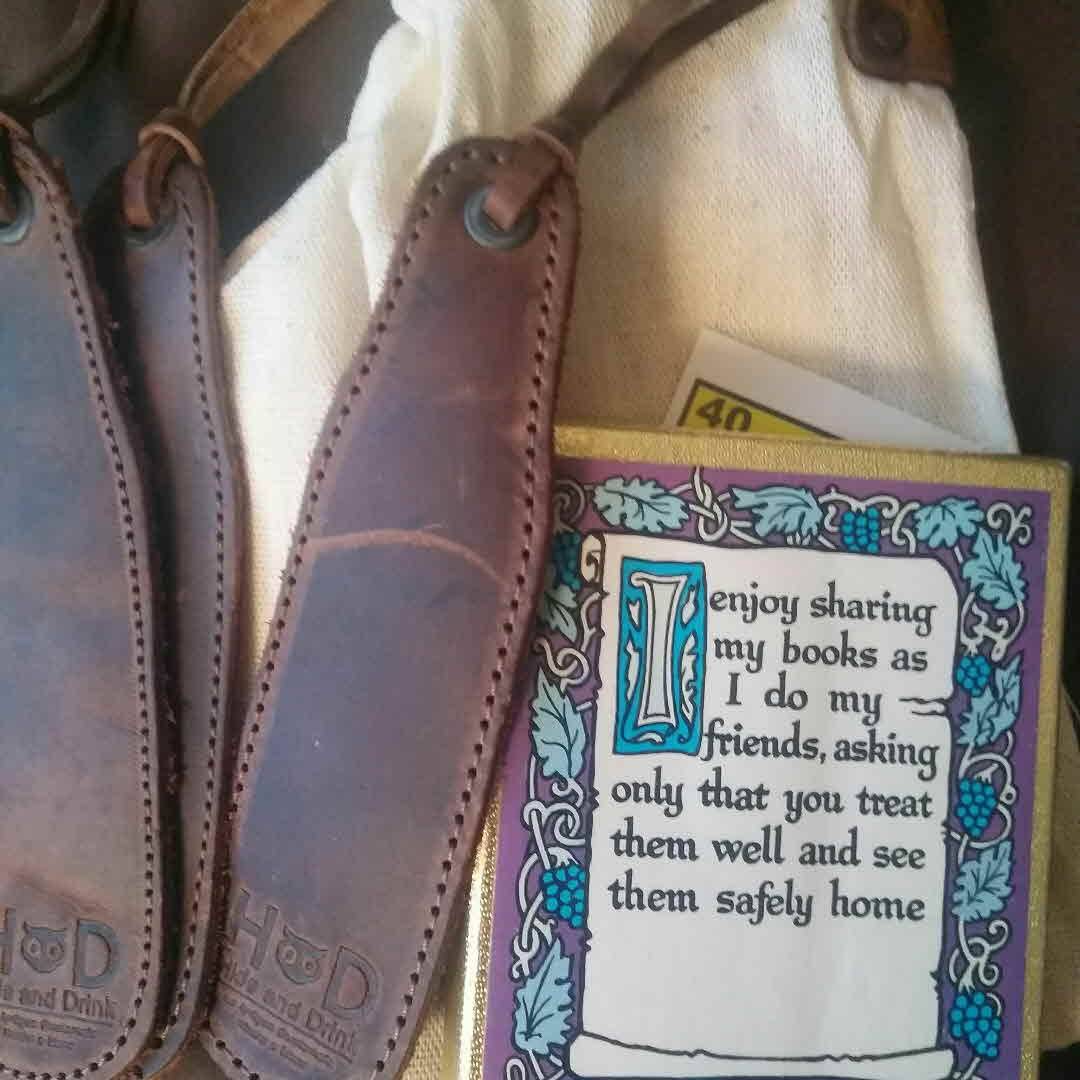 40
I enjoy sharing
my books as
I do my
friends, asking
only that you treat
them well and see
them safely home
H D
and Drink
H D
Hide and Drink